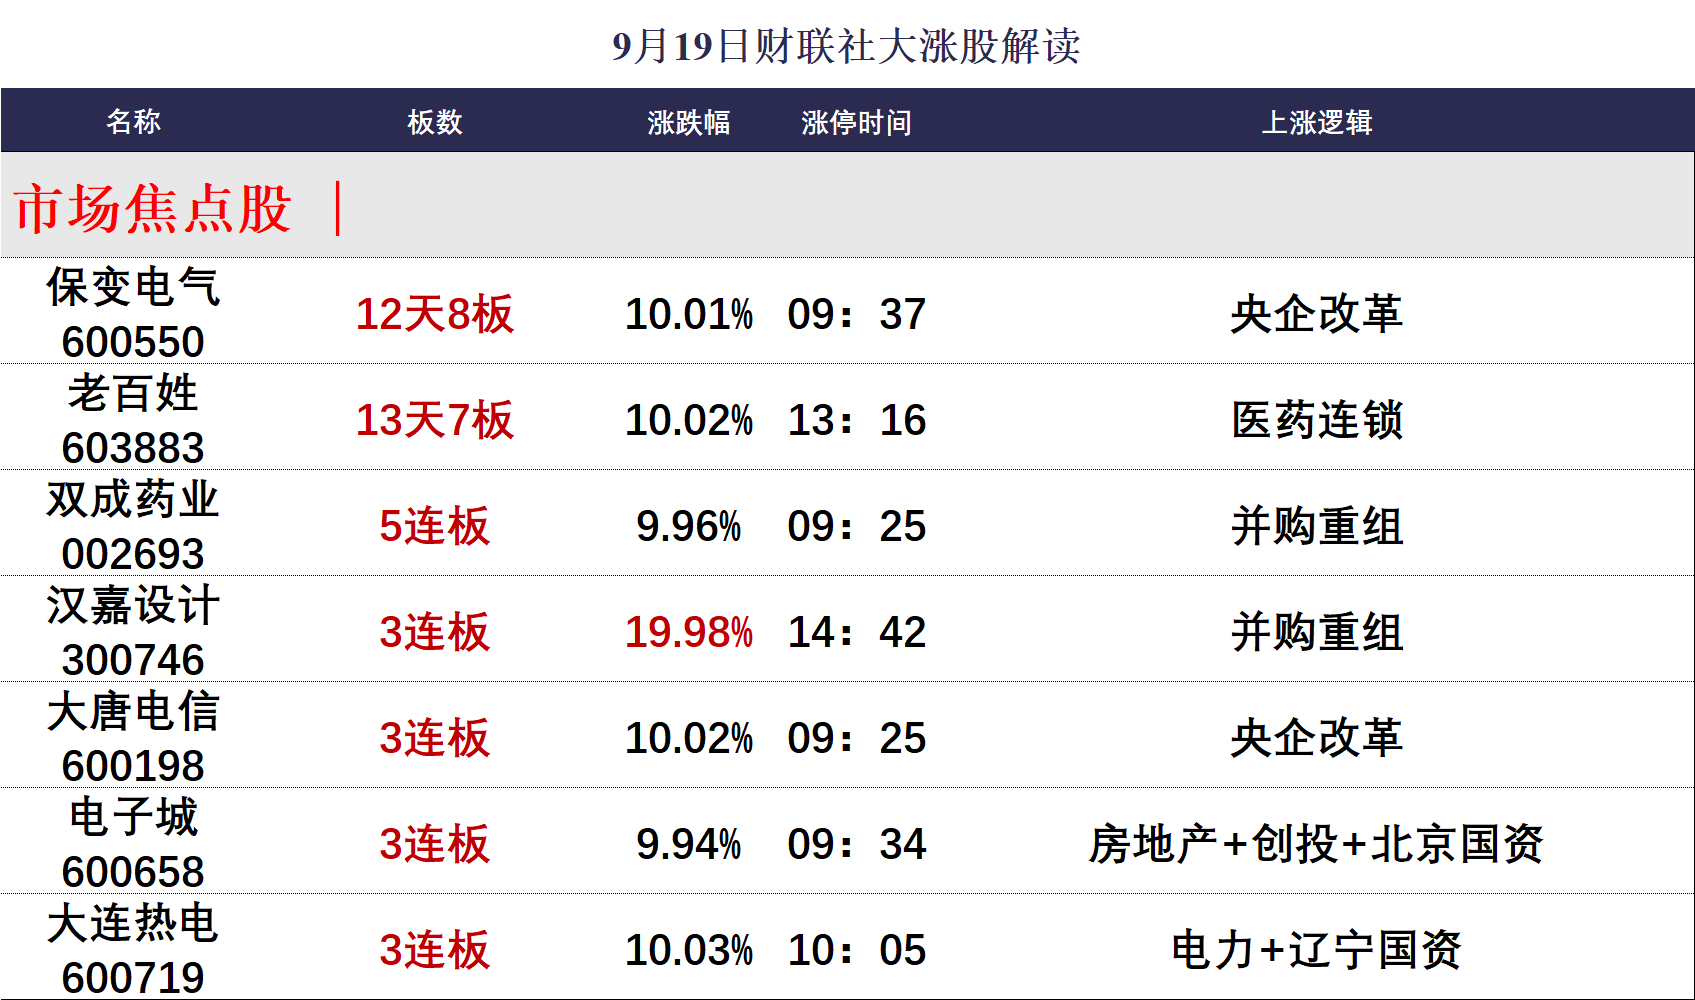 9月19日财联社大涨股解读
名称 板数 涨跌幅 涨停时间 上涨逻辑
市场焦点股 |
保变电气
600550 12天8板 10.01% 09：37 央企改革
老百姓
603883 13天7板 10.02% 13：16 医药连锁
双成药业
002693 5连板 9.96% 09：25 并购重组
汉嘉设计
300746 3连板 19.98% 14：42 并购重组
大唐电信
600198 3连板 10.02% 09：25 央企改革
电子城
600658 3连板 9.94% 09：34 房地产+创投+北京国资
大连热电
600719 3连板 10.03% 10：05 电力+辽宁国资